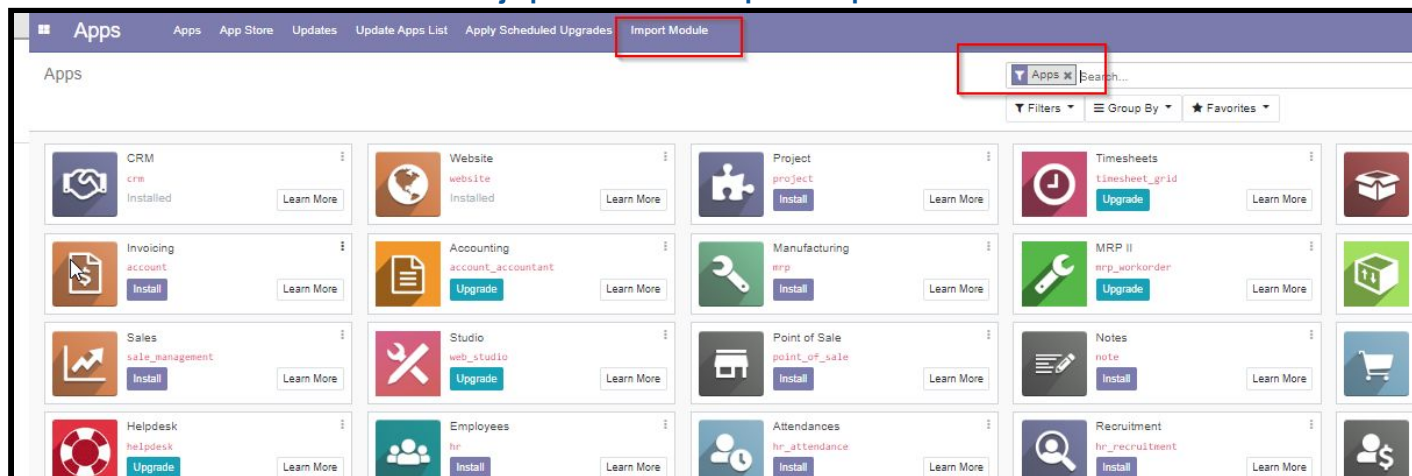 Apps Apps App Store Updates Update Apps List Apply Scheduled Upgrades Import Module
Apps
Apps x Search...
Filters Group By Favorites
CRM
crm
Installed Learn More
Website
website
Installed Learn More
Project
project
Install Learn More
Timesheets
timesheet_grid
Upgrade Learn More
Invoicing
account
Install Learn More
Accounting
account_accountant
Upgrade Learn More
Manufacturing
mrp
Install Learn More
MRP II
mrp_workorder
Upgrade Learn More
Sales
sale_management
Install Learn More
Studio
web_studio
Upgrade Learn More
Point of Sale
point_of_sale
Install Learn More
Notes
note
Install Learn More
Helpdesk
helpdesk
Upgrade Learn More
Employees
hr
Install Learn More
Attendances
hr_attendance
Install Learn More
Recruitment
hr_recruitment
Install Learn More